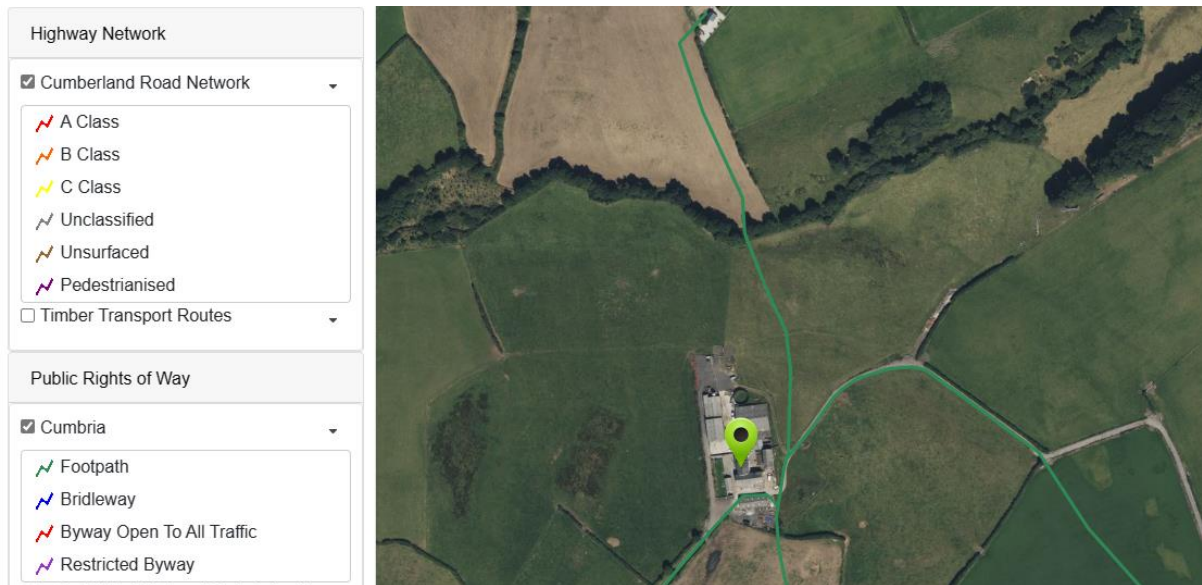 Highway Network
Cumberland Road Network
A Class
B Class
C Class
Unclassified
Unsurfaced
Pedestrianised
Timber Transport Routes
Public Rights of Way
Cumbria
Footpath
Bridleway
Byway Open To All Traffic
Restricted Byway